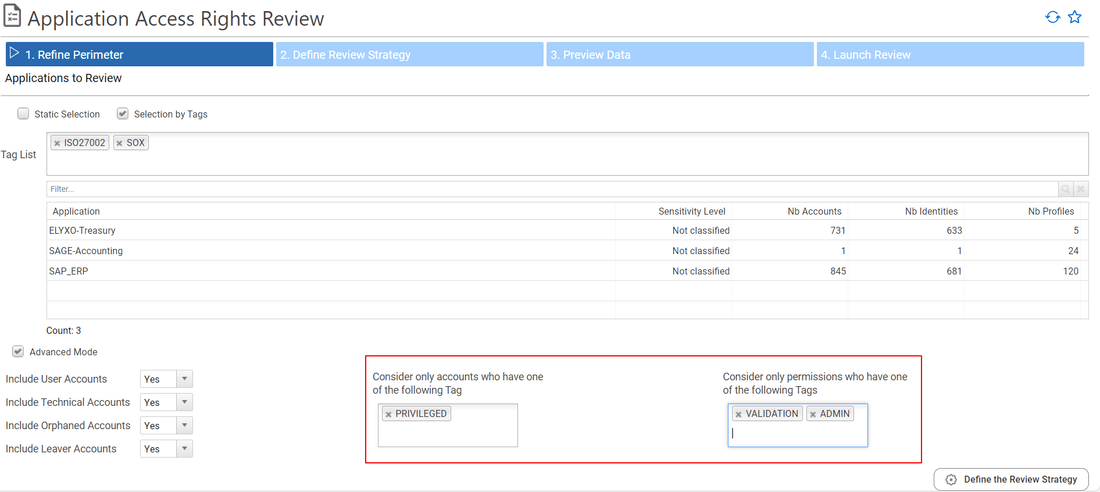 Application Access Rights Review
1. Refine Perimeter
2. Define Review Strategy
3. Preview Data
4. Launch Review
Applications to Review
Static Selection
Selection by Tags
Tag List
ISO27002 SOX
Filter...
Application Sensitivity Level Nb Accounts Nb Identities Nb Profiles
ELYXO-Treasury Not classified 731 633 5
SAGE-Accounting Not classified 1 1 24
SAP_ERP Not classified 845 681 120
Count: 3
Advanced Mode
Include User Accounts Yes
Include Technical Accounts Yes
Include Orphaned Accounts Yes
Include Leaver Accounts Yes
Consider only accounts who have one
of the following Tag
PRIVILEGED
Consider only permissions who have one
of the following Tags
VALIDATION ADMIN
Define the Review Strategy